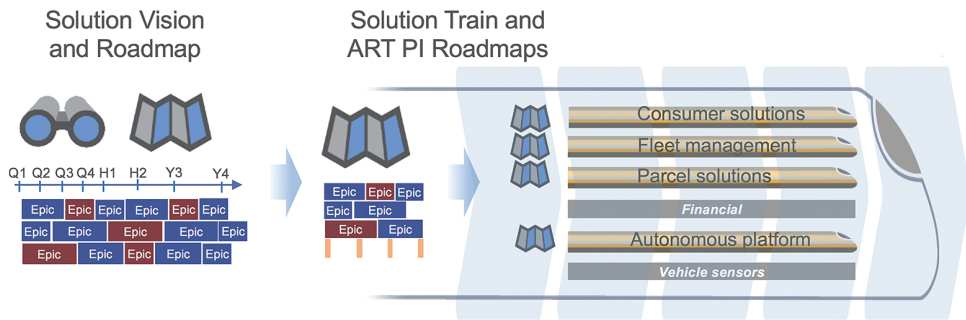 Solution Vision
and Roadmap
Solution Train and
ART PI Roadmaps
Q1 Q2 Q3 Q4 H1 H2 Y3 Y4
Epic Epic Epic Epic Epic Epic
Epic Epic Epic Epic Epic
Epic Epic Epic Epic Epic
Epic Epic Epic
Epic Epic
Epic Epic
Consumer solutions
Fleet management
Parcel solutions
Financial
Autonomous platform
Vehicle sensors